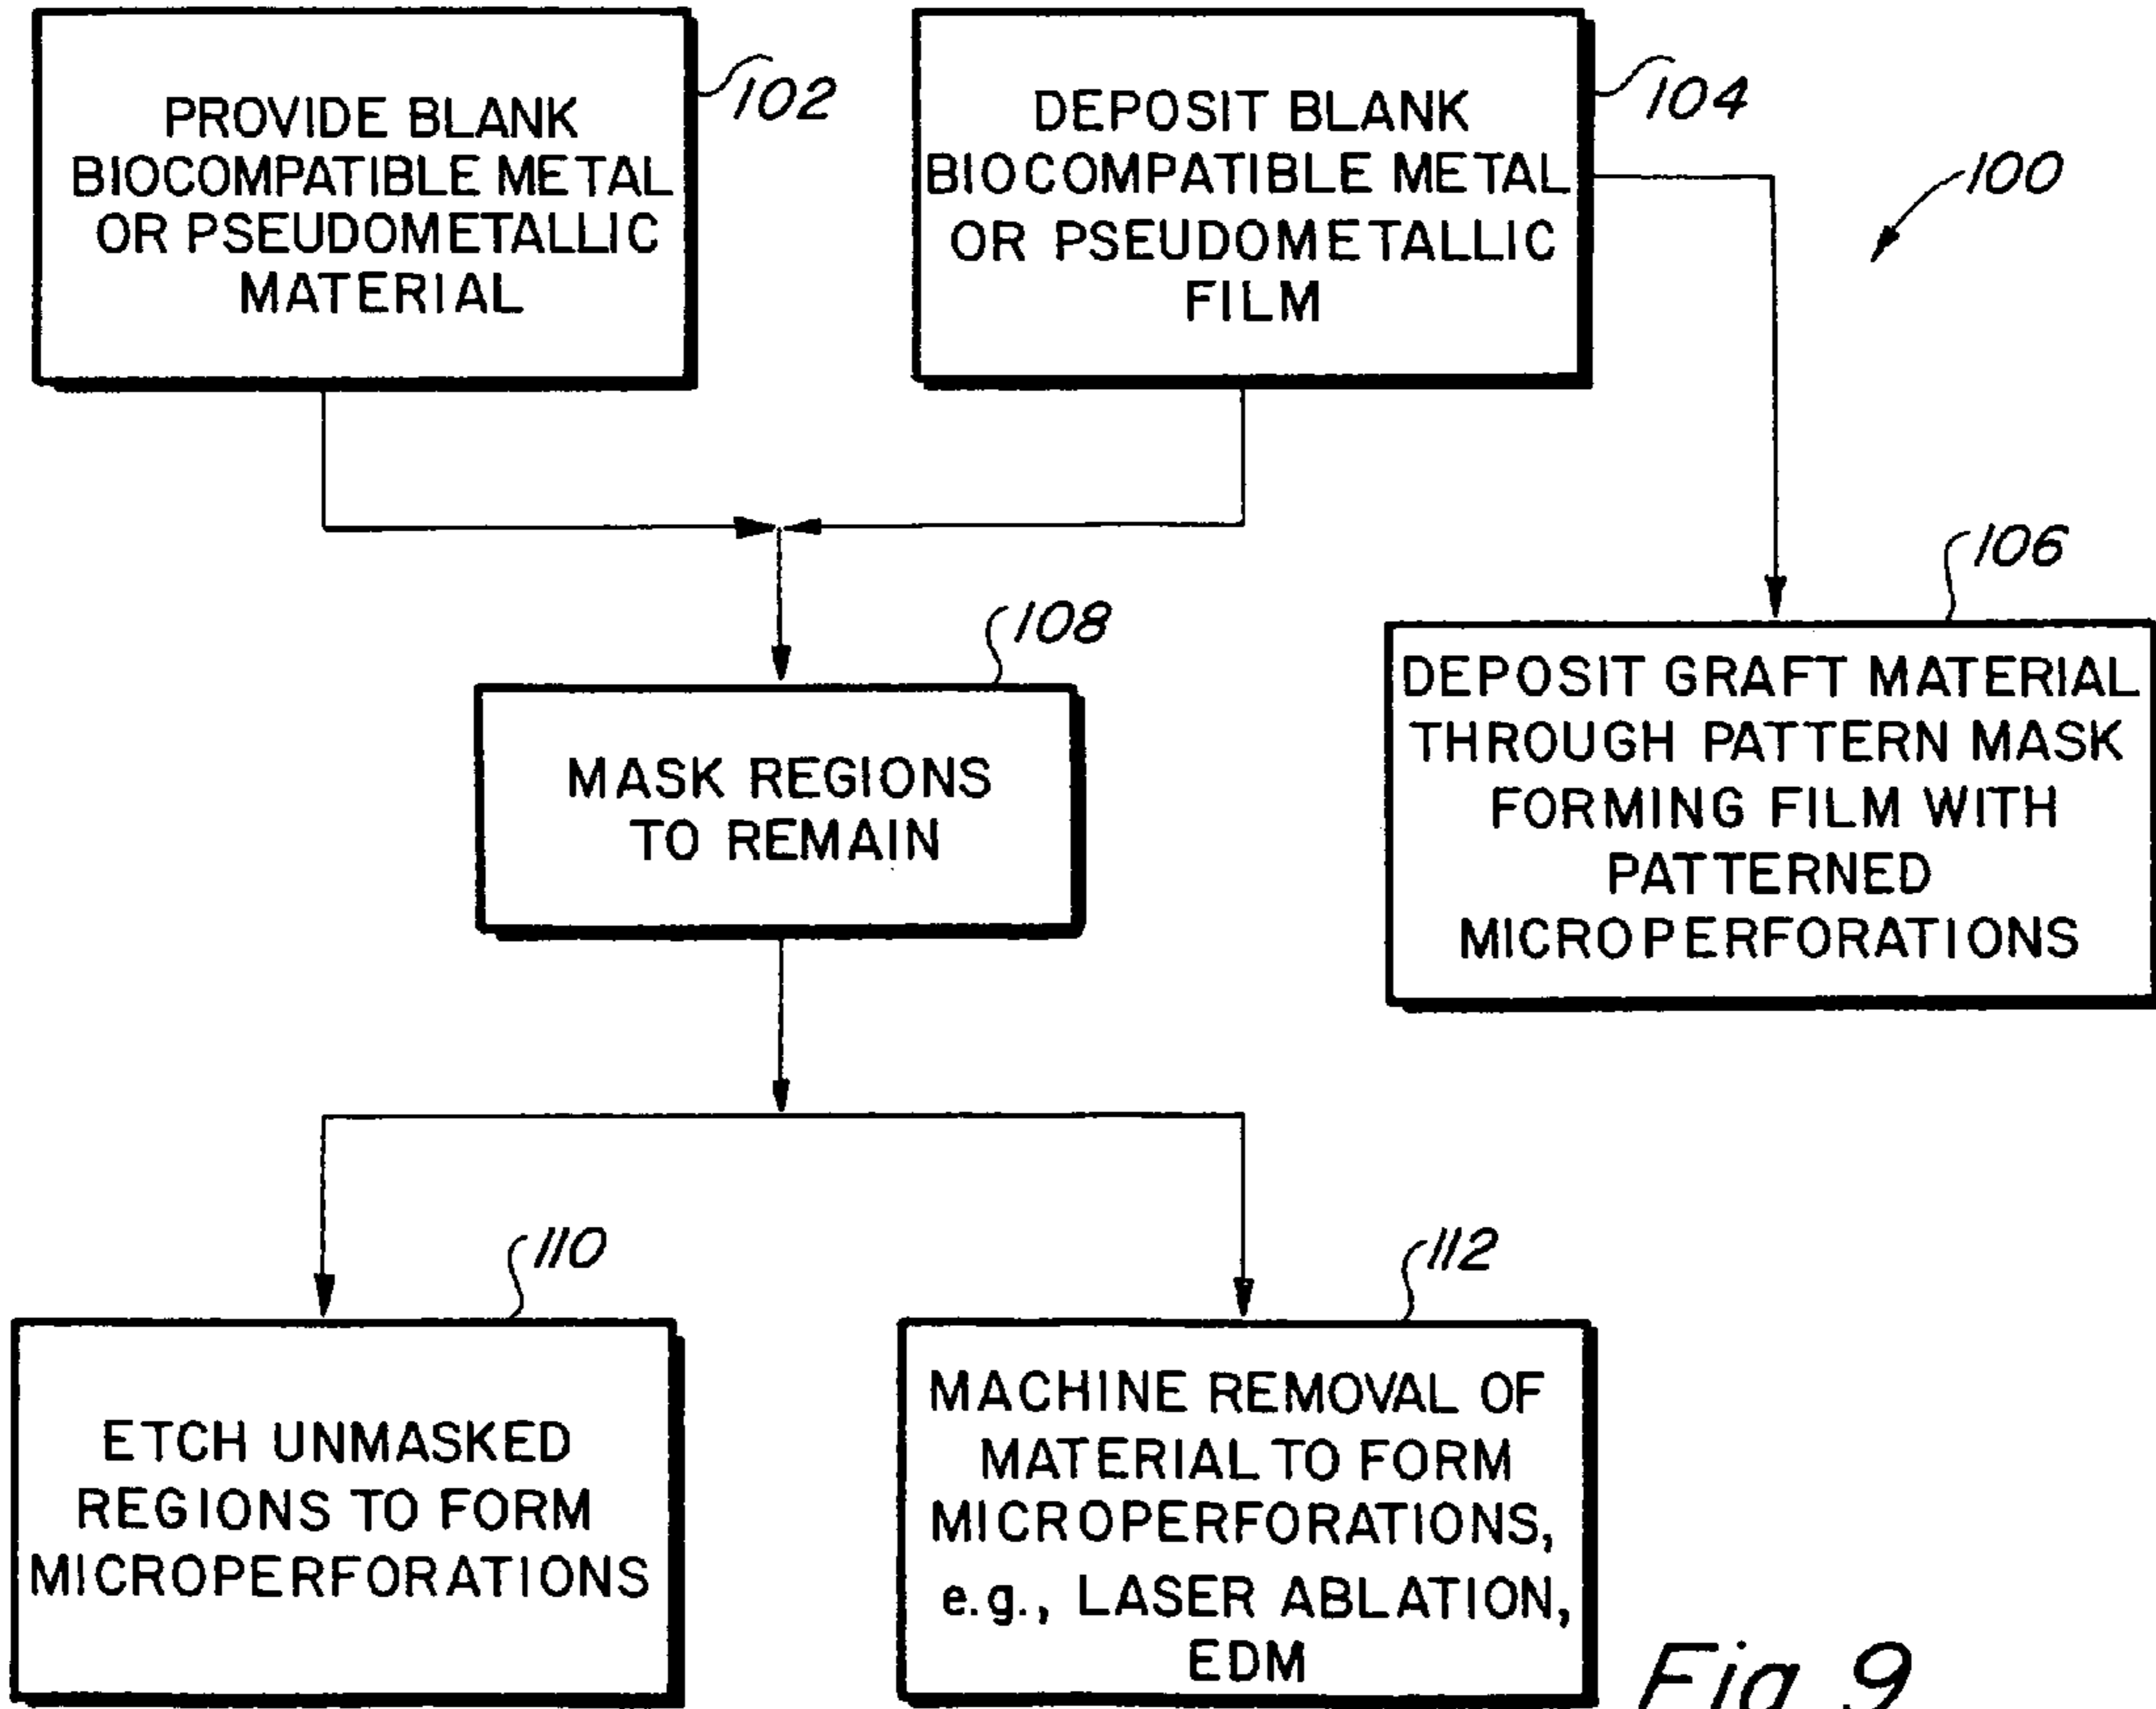 PROVIDE BLANK
BIOCOMPATIBLE METAL
OR PSEUDOMETALLIC
MATERIAL
102
DEPOSIT BLANK
BIOCOMPATIBLE METAL
OR PSEUDOMETALLIC
FILM
104
100
106
DEPOSIT GRAFT MATERIAL
THROUGH PATTERN MASK
FORMING FILM WITH
PATTERNED
MICROPERFORATIONS
108
MASK REGIONS
TO REMAIN
110
ETCH UNMASKED
REGIONS TO FORM
MICROPERFORATIONS
112
MACHINE REMOVAL OF
MATERIAL TO FORM
MICROPERFORATIONS,
e.g., LASER ABLATION,
EDM
Fig. 9